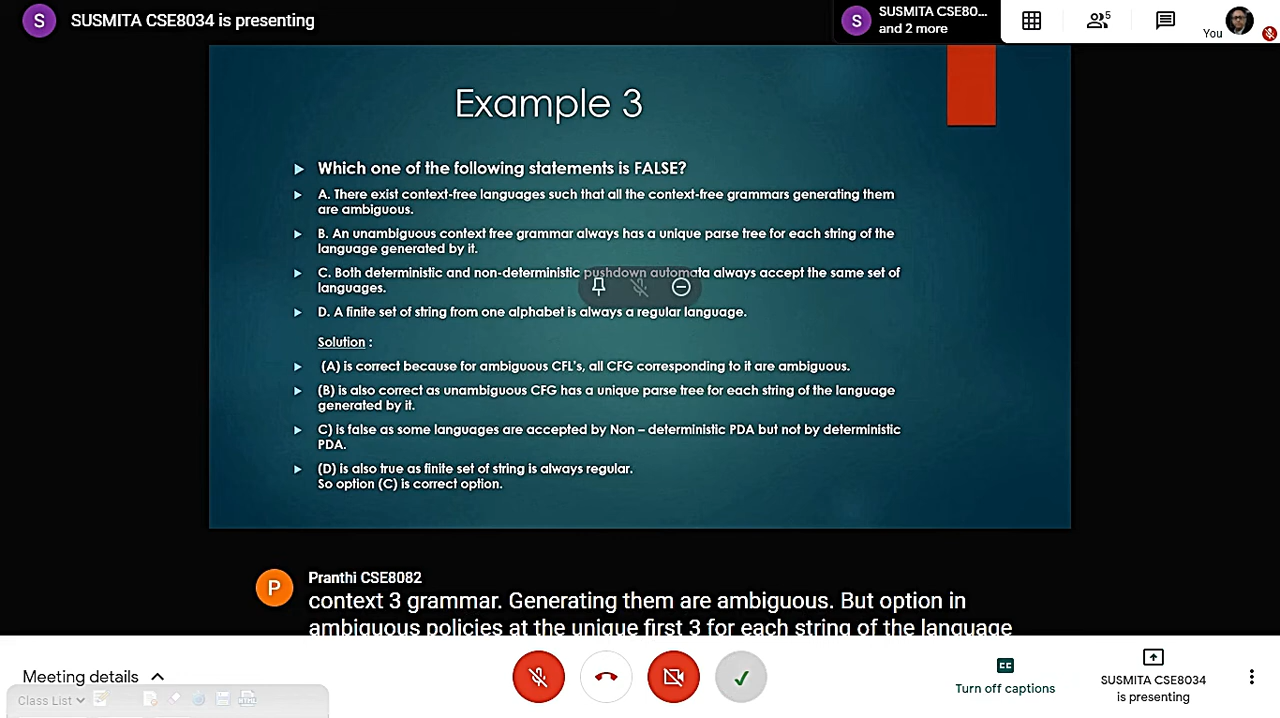 S SUSMITA CSE8034 is presenting
S SUSMITA CSE80...
and 2 more
5
You
Example 3
Which one of the following statements is FALSE?
A. There exist context-free languages such that all the context-free grammars generating them
are ambiguous.
B. An unambiguous context free grammar always has a unique parse tree for each string of the
language generated by it.
C. Both deterministic and non-deterministic pushdown automata always accept the same set of
languages.
D. A finite set of string from one alphabet is always a regular language.
Solution :
(A) is correct because for ambiguous CFL's, all CFG corresponding to it are ambiguous.
(B) is also correct as unambiguous CFG has a unique parse tree for each string of the language
generated by it.
C) is false as some languages are accepted by Non – deterministic PDA but not by deterministic
PDA.
(D) is also true as finite set of string is always regular.
So option (C) is correct option.
P Pranthi CSE8082
context 3 grammar. Generating them are ambiguous. But option in
ambiguous policies at the unique first 3 for each string of the language
Meeting details
Class List
CC
Turn off captions
SUSMITA CSE8034
is presenting